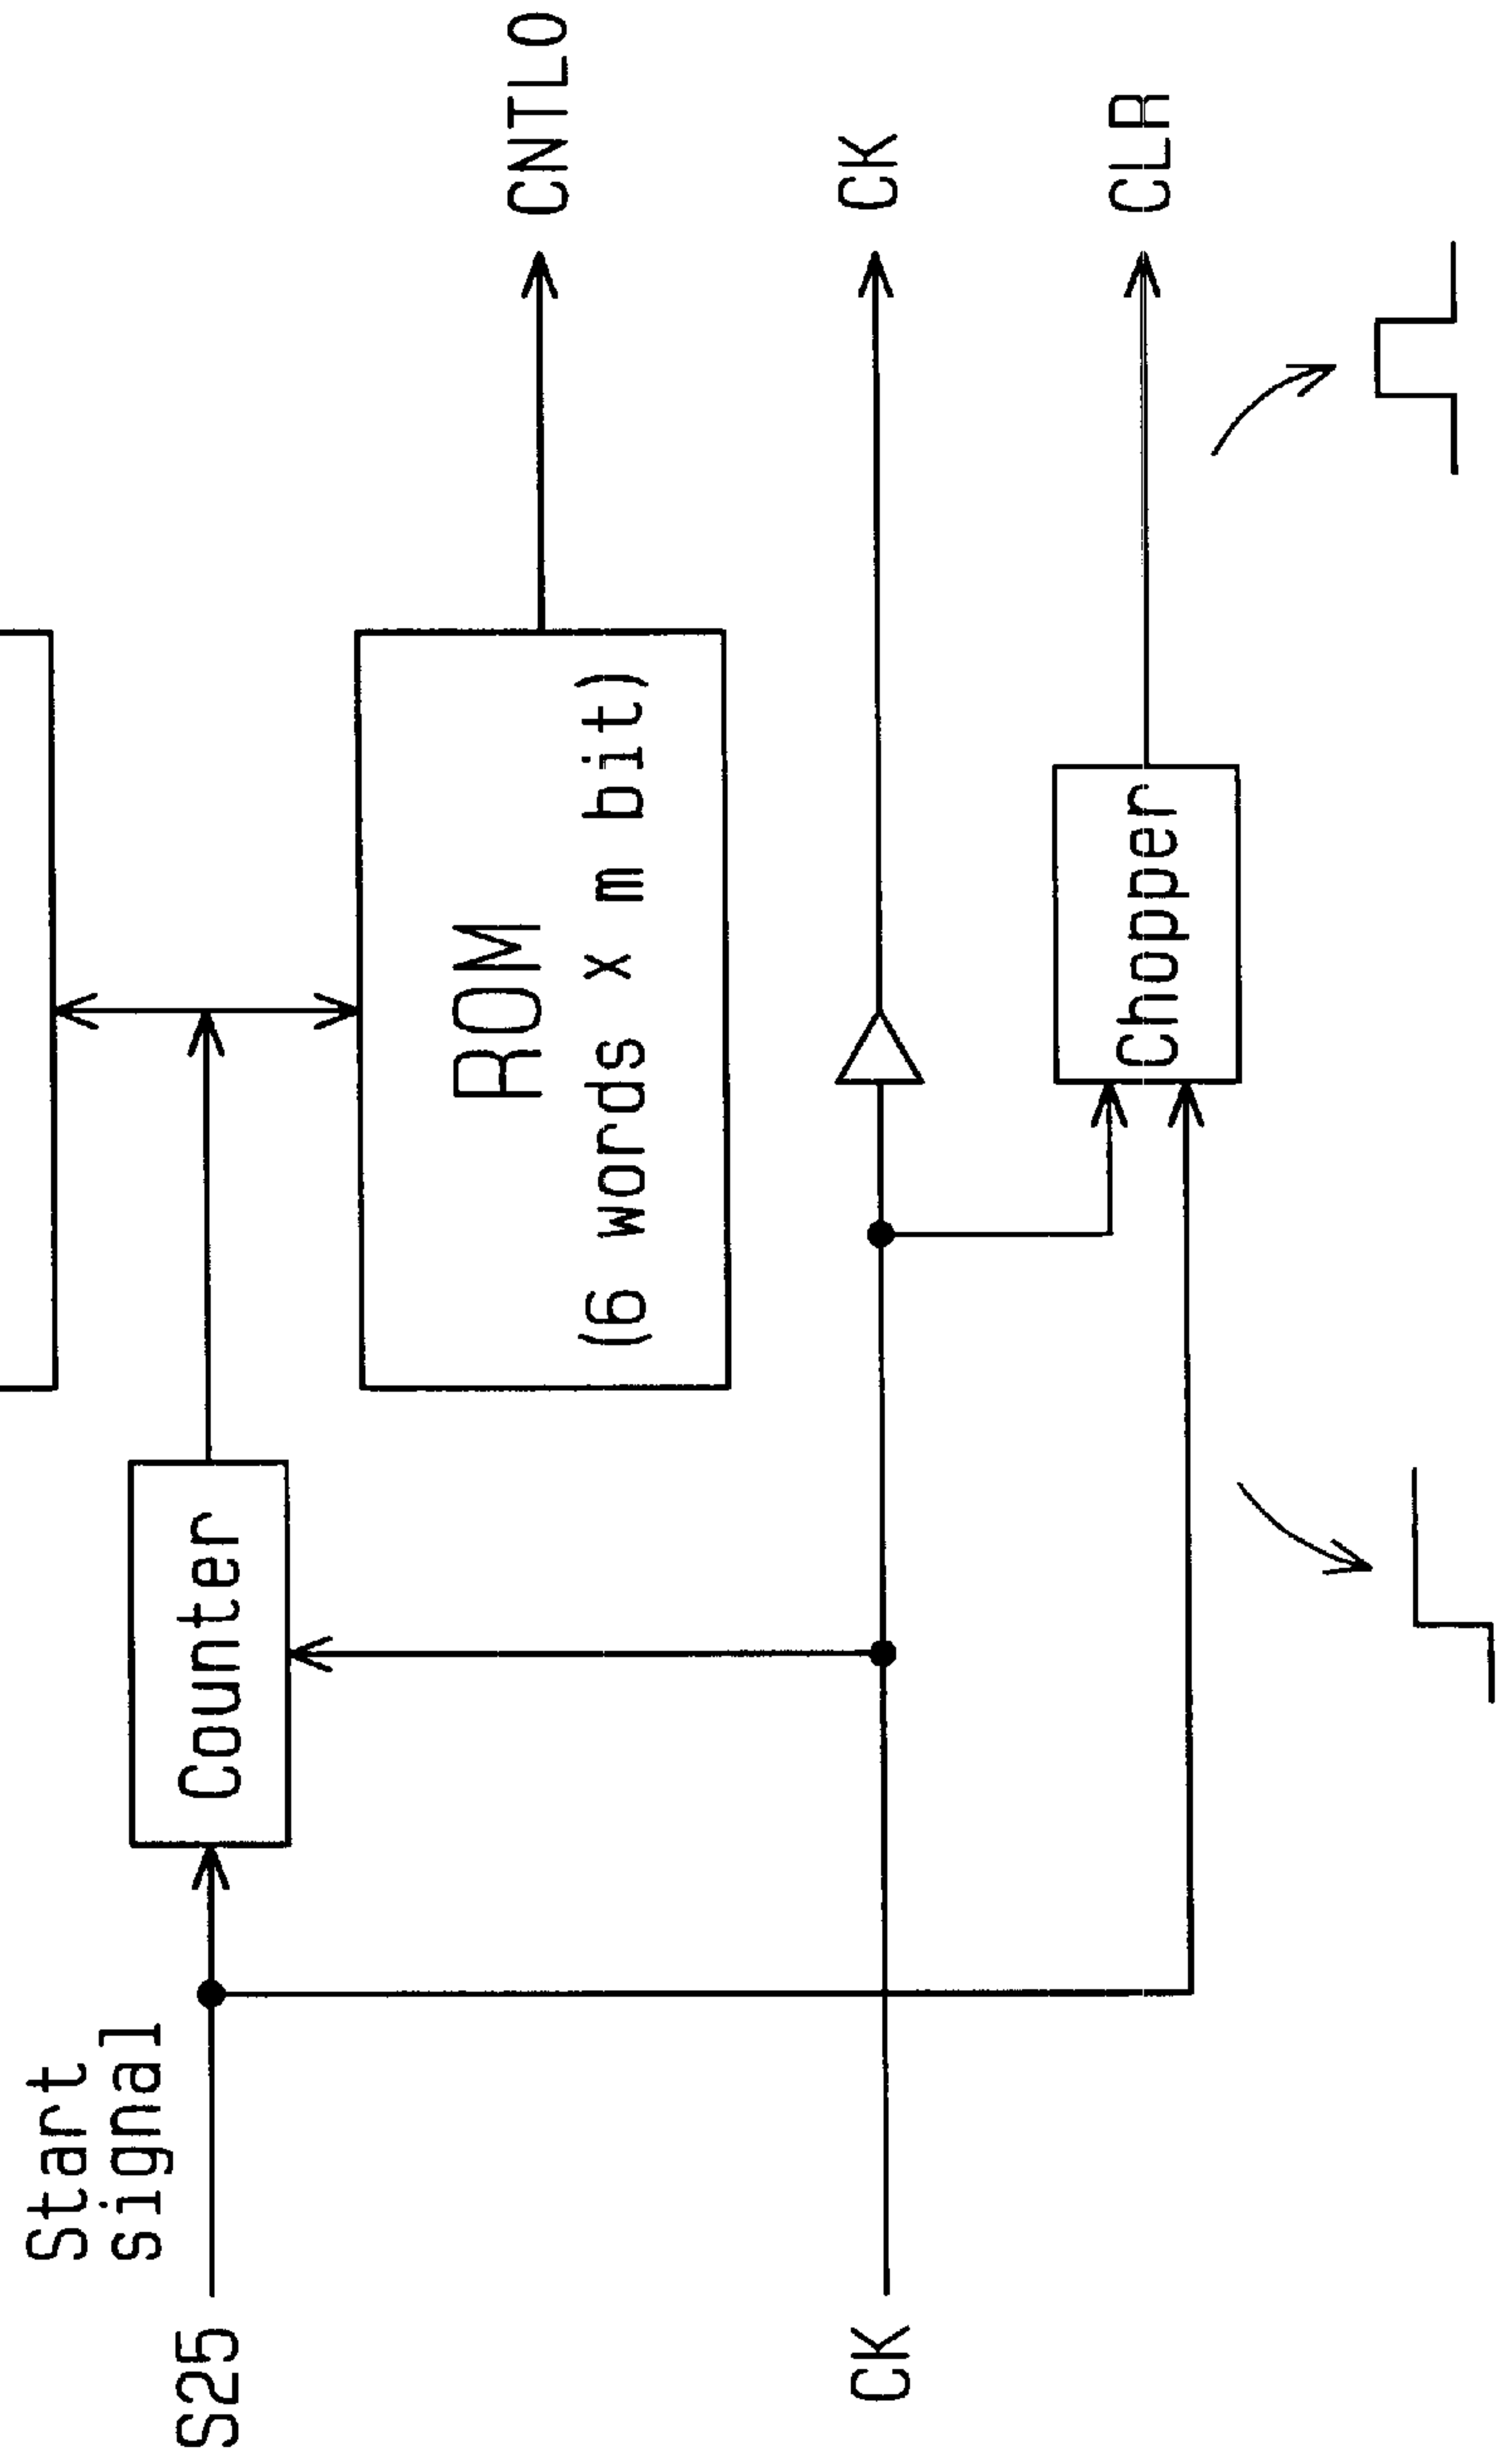 Start
signal
S25
Counter
ROM
(6 words x m bit)
CNTLO
CK
CK
Chopper
CLR